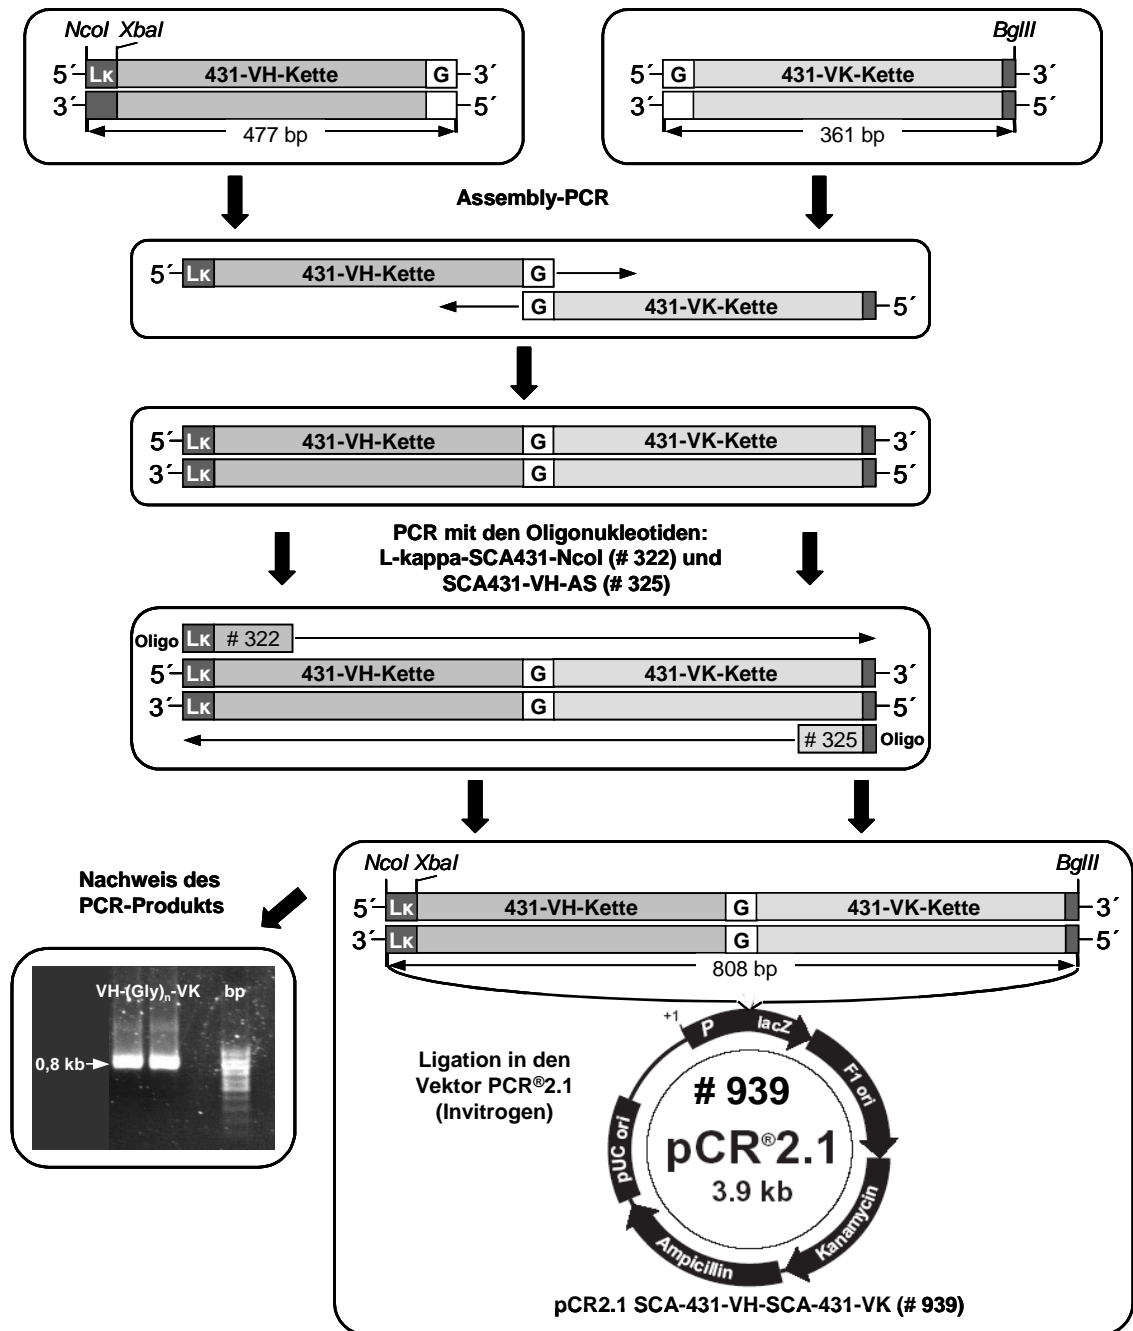 NcoI XbaI
5´ Lκ 431-VH-Kette G 3´
3´ 5´
477 bp
BglII
5´ G 431-VK-Kette 3´
3´ 5´
361 bp
Assembly-PCR
5´ Lκ 431-VH-Kette G
G 431-VK-Kette 5´
5´ Lκ 431-VH-Kette G 431-VK-Kette 3´
3´ Lκ G 5´
PCR mit den Oligonukleotiden:
L-kappa-SCA431-NcoI (# 322) und
SCA431-VH-AS (# 325)
Oligo Lκ # 322
5´ Lκ 431-VH-Kette G 431-VK-Kette 3´
3´ Lκ G 5´
# 325 Oligo
Nachweis des
PCR-Produkts
VH-(Gly)n-VK bp
0,8 kb
NcoI XbaI BglII
5´ Lκ 431-VH-Kette G 431-VK-Kette 3´
3´ Lκ G 5´
808 bp
Ligation in den
Vektor PCR®2.1
(Invitrogen)
+1 P lacZ
F1 ori
Kanamycin
Ampicillin
pUC ori
# 939
pCR®2.1
3.9 kb
pCR2.1 SCA-431-VH-SCA-431-VK (# 939)